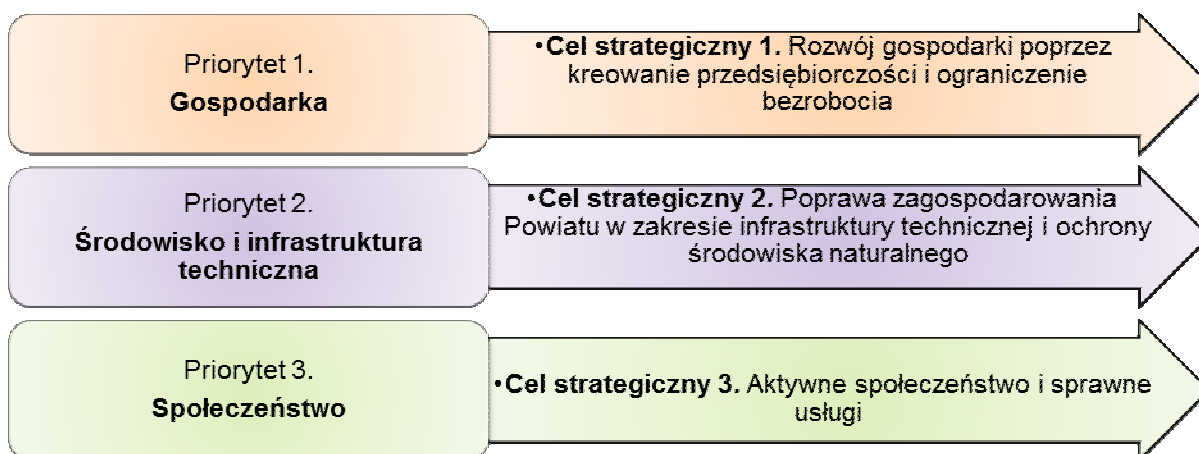 Priorytet 1.
Gospodarka
•Cel strategiczny 1. Rozwój gospodarki poprzez
kreowanie przedsiębiorczości i ograniczenie
bezrobocia
Priorytet 2.
Środowisko i infrastruktura
techniczna
•Cel strategiczny 2. Poprawa zagospodarowania
Powiatu w zakresie infrastruktury technicznej i ochrony
środowiska naturalnego
Priorytet 3.
Społeczeństwo
•Cel strategiczny 3. Aktywne społeczeństwo i sprawne
usługi